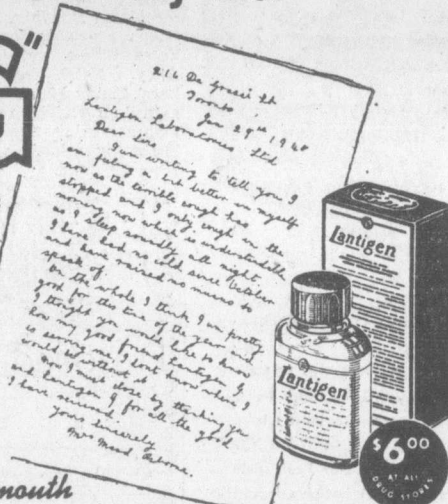 216 De Grassi St
Toronto
Jan 29th, 194
Lantigen Laboratories Ltd
Dear Sirs
I am writing to tell you I
am feeling a lot better in myself
now as the terrible cough has
stopped and I only cough in the
morning now which is understandable
as I sleep soundly all night.
I have had no cold since October
and have raised no mucus to
speak of.
On the whole I think I am pretty
good for this time of the year and
I thought you would like to know
how my good friend Lantigen
is serving me. I dont know where I
would be without it
Now I must close by thanking you
and Lantigen for all the good
I have received.
Yours sincerely
Mrs Maud
mouth
Lantigen
Lantigen
$6.00
AT ALL
DRUG STORES